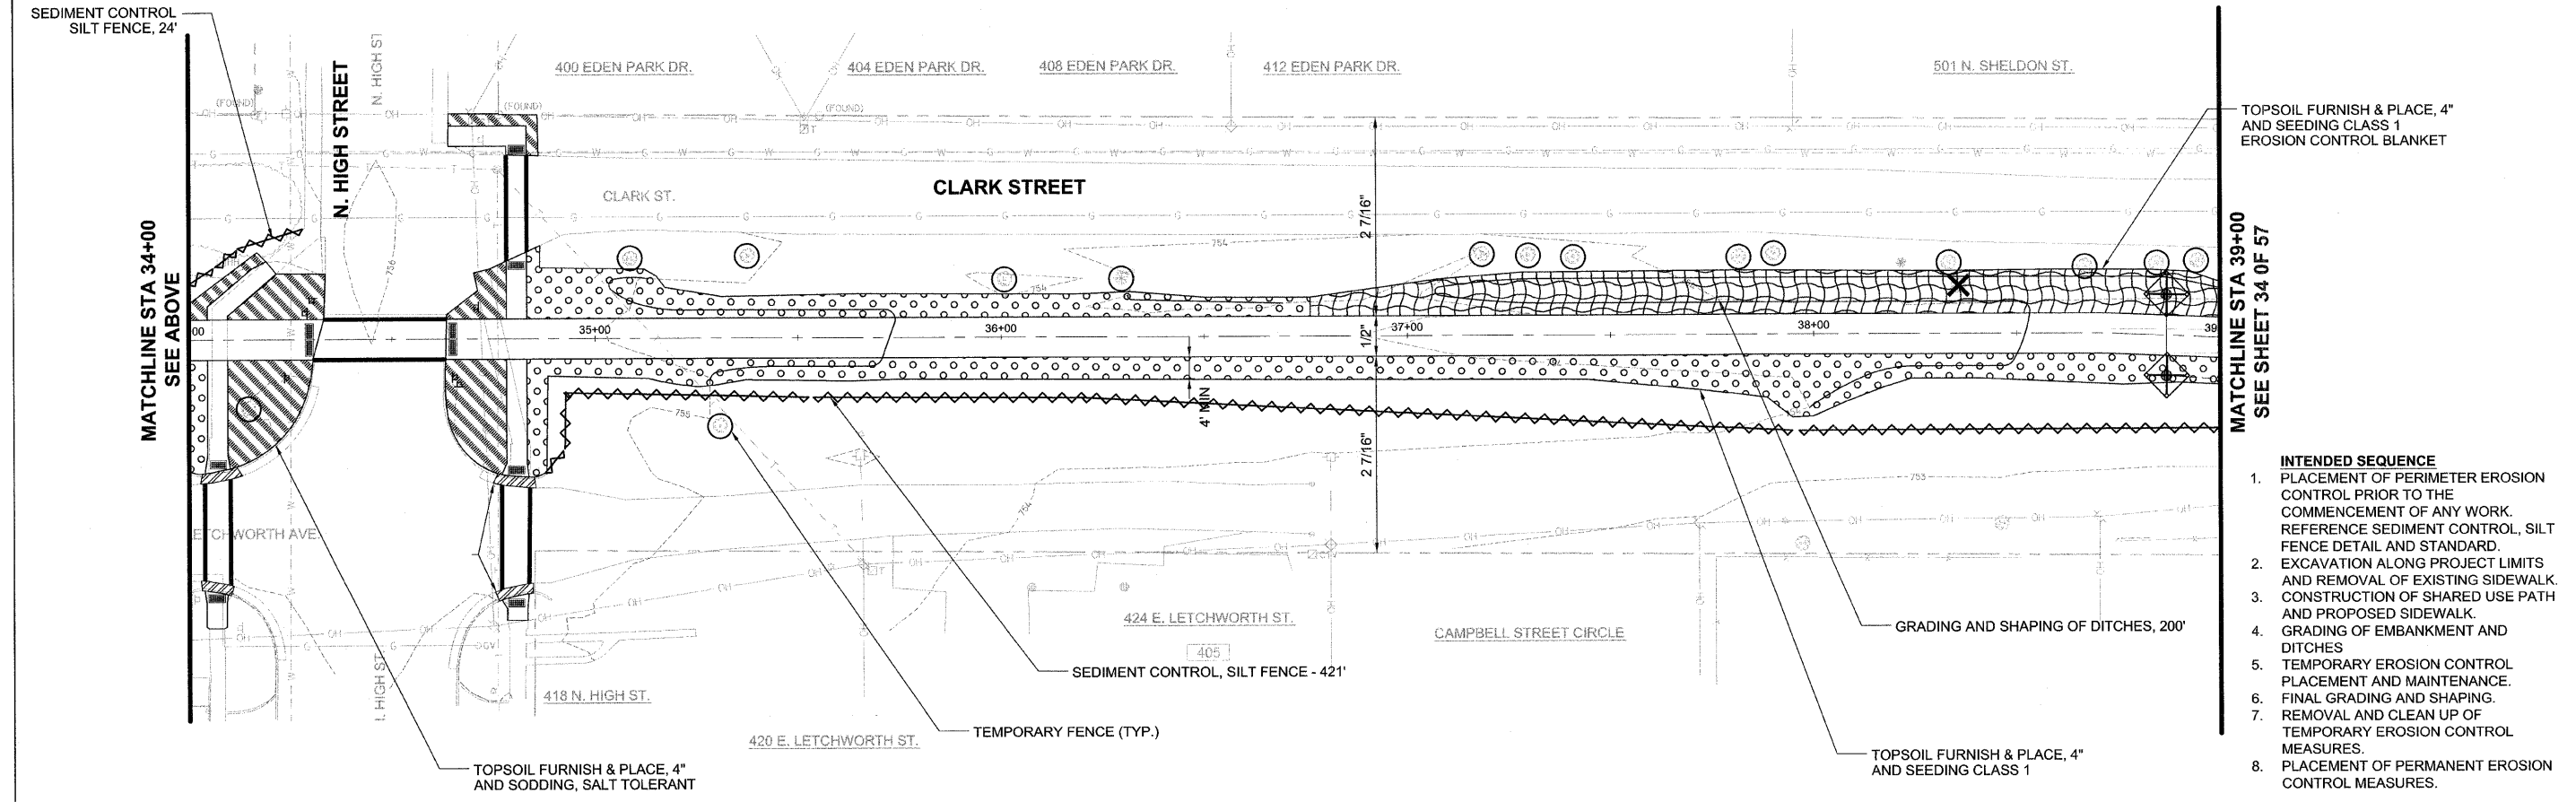 SEDIMENT CONTROL
SILT FENCE, 24'
N. HIGH STREET
N. HIGH ST
400 EDEN PARK DR.
404 EDEN PARK DR.
408 EDEN PARK DR.
412 EDEN PARK DR.
501 N. SHELDON ST.
(FOUND)
(FOUND)
(FOUND)
TOPSOIL FURNISH & PLACE, 4"
AND SEEDING CLASS 1
EROSION CONTROL BLANKET
CLARK STREET
CLARK ST.
MATCHLINE STA 34+00
SEE ABOVE
MATCHLINE STA 39+00
SEE SHEET 34 0F 57
2 7/16"
1/2"
2 7/16"
4' MIN
756
754
754
755
754
753
00
35+00
36+00
37+00
38+00
39
ETCHWORTH AVE.
I. HIGH ST.
418 N. HIGH ST.
420 E. LETCHWORTH ST.
424 E. LETCHWORTH ST.
405
CAMPBELL STREET CIRCLE
GRADING AND SHAPING OF DITCHES, 200'
SEDIMENT CONTROL, SILT FENCE - 421'
TEMPORARY FENCE (TYP.)
TOPSOIL FURNISH & PLACE, 4"
AND SODDING, SALT TOLERANT
TOPSOIL FURNISH & PLACE, 4"
AND SEEDING CLASS 1
INTENDED SEQUENCE
1. PLACEMENT OF PERIMETER EROSION
CONTROL PRIOR TO THE
COMMENCEMENT OF ANY WORK.
REFERENCE SEDIMENT CONTROL, SILT
FENCE DETAIL AND STANDARD.
2. EXCAVATION ALONG PROJECT LIMITS
AND REMOVAL OF EXISTING SIDEWALK.
3. CONSTRUCTION OF SHARED USE PATH
AND PROPOSED SIDEWALK.
4. GRADING OF EMBANKMENT AND
DITCHES
5. TEMPORARY EROSION CONTROL
PLACEMENT AND MAINTENANCE.
6. FINAL GRADING AND SHAPING.
7. REMOVAL AND CLEAN UP OF
TEMPORARY EROSION CONTROL
MEASURES.
8. PLACEMENT OF PERMANENT EROSION
CONTROL MEASURES.